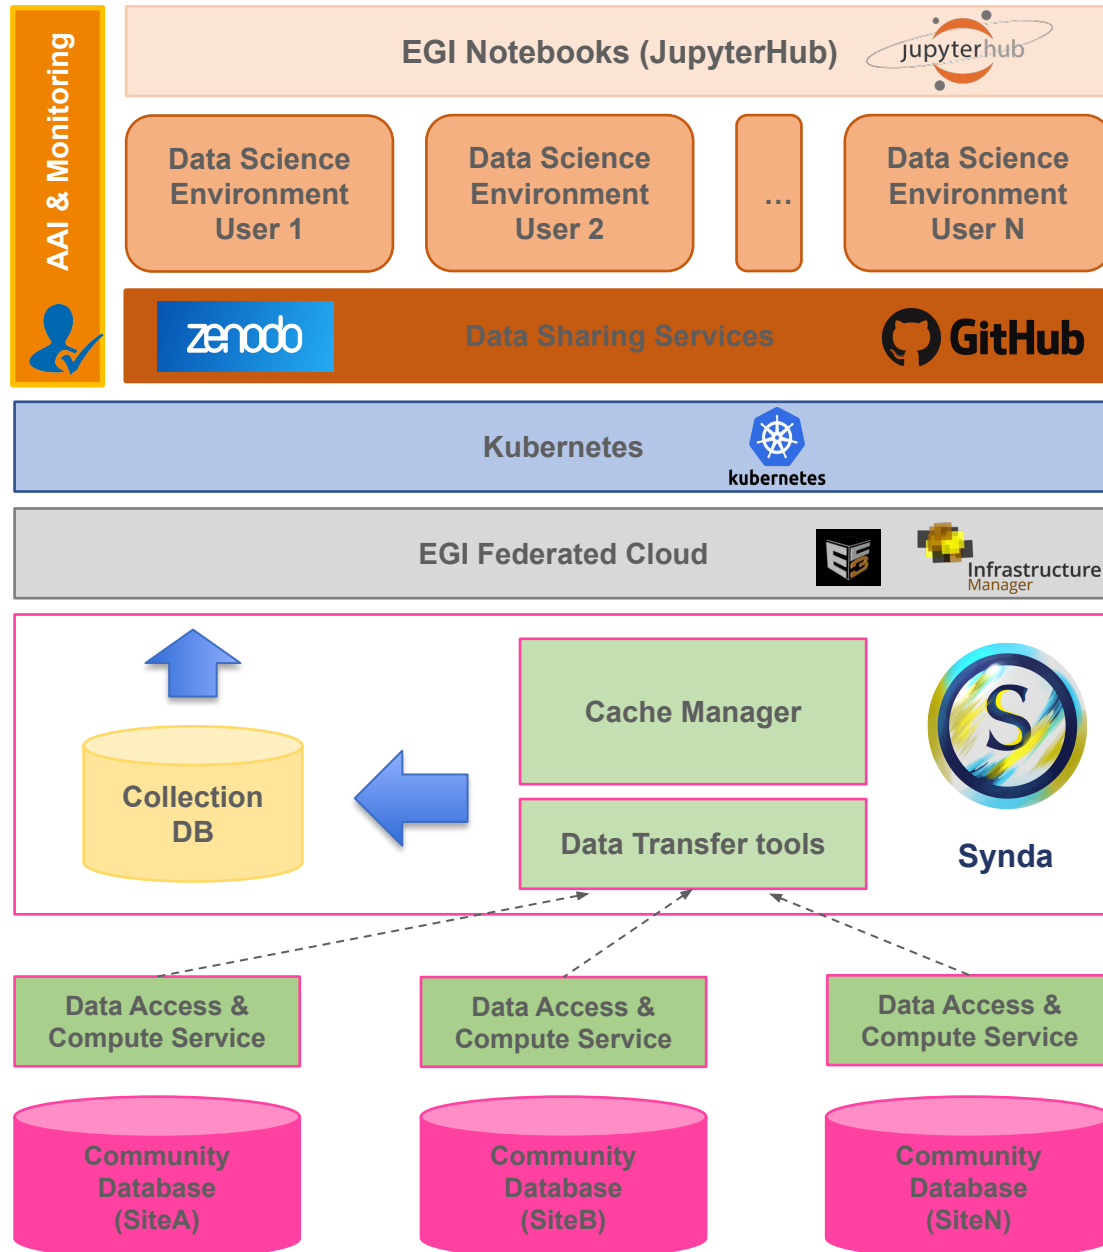 AAI & Monitoring
EGI Notebooks (JupyterHub)
jupyterhub
Data Science
Environment
User 1
Data Science
Environment
User 2
...
Data Science
Environment
User N
zenodo
Data Sharing Services
GitHub
Kubernetes
kubernetes
EGI Federated Cloud
EC3
Infrastructure
Manager
Cache Manager
S
Collection
DB
Data Transfer tools
Synda
Data Access &
Compute Service
Data Access &
Compute Service
Data Access &
Compute Service
Community
Database
(SiteA)
Community
Database
(SiteB)
Community
Database
(SiteN)